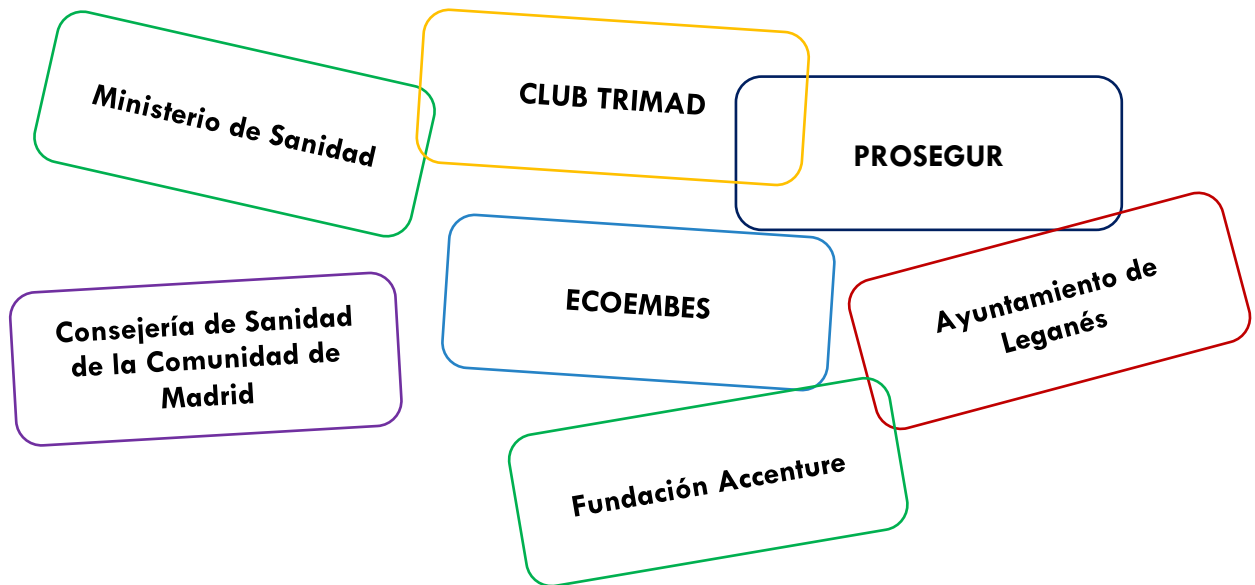 Ministerio de Sanidad
CLUB TRIMAD
PROSEGUR
ECOEMBES
Ayuntamiento de
Leganés
Consejería de Sanidad
de la Comunidad de
Madrid
Fundación Accenture